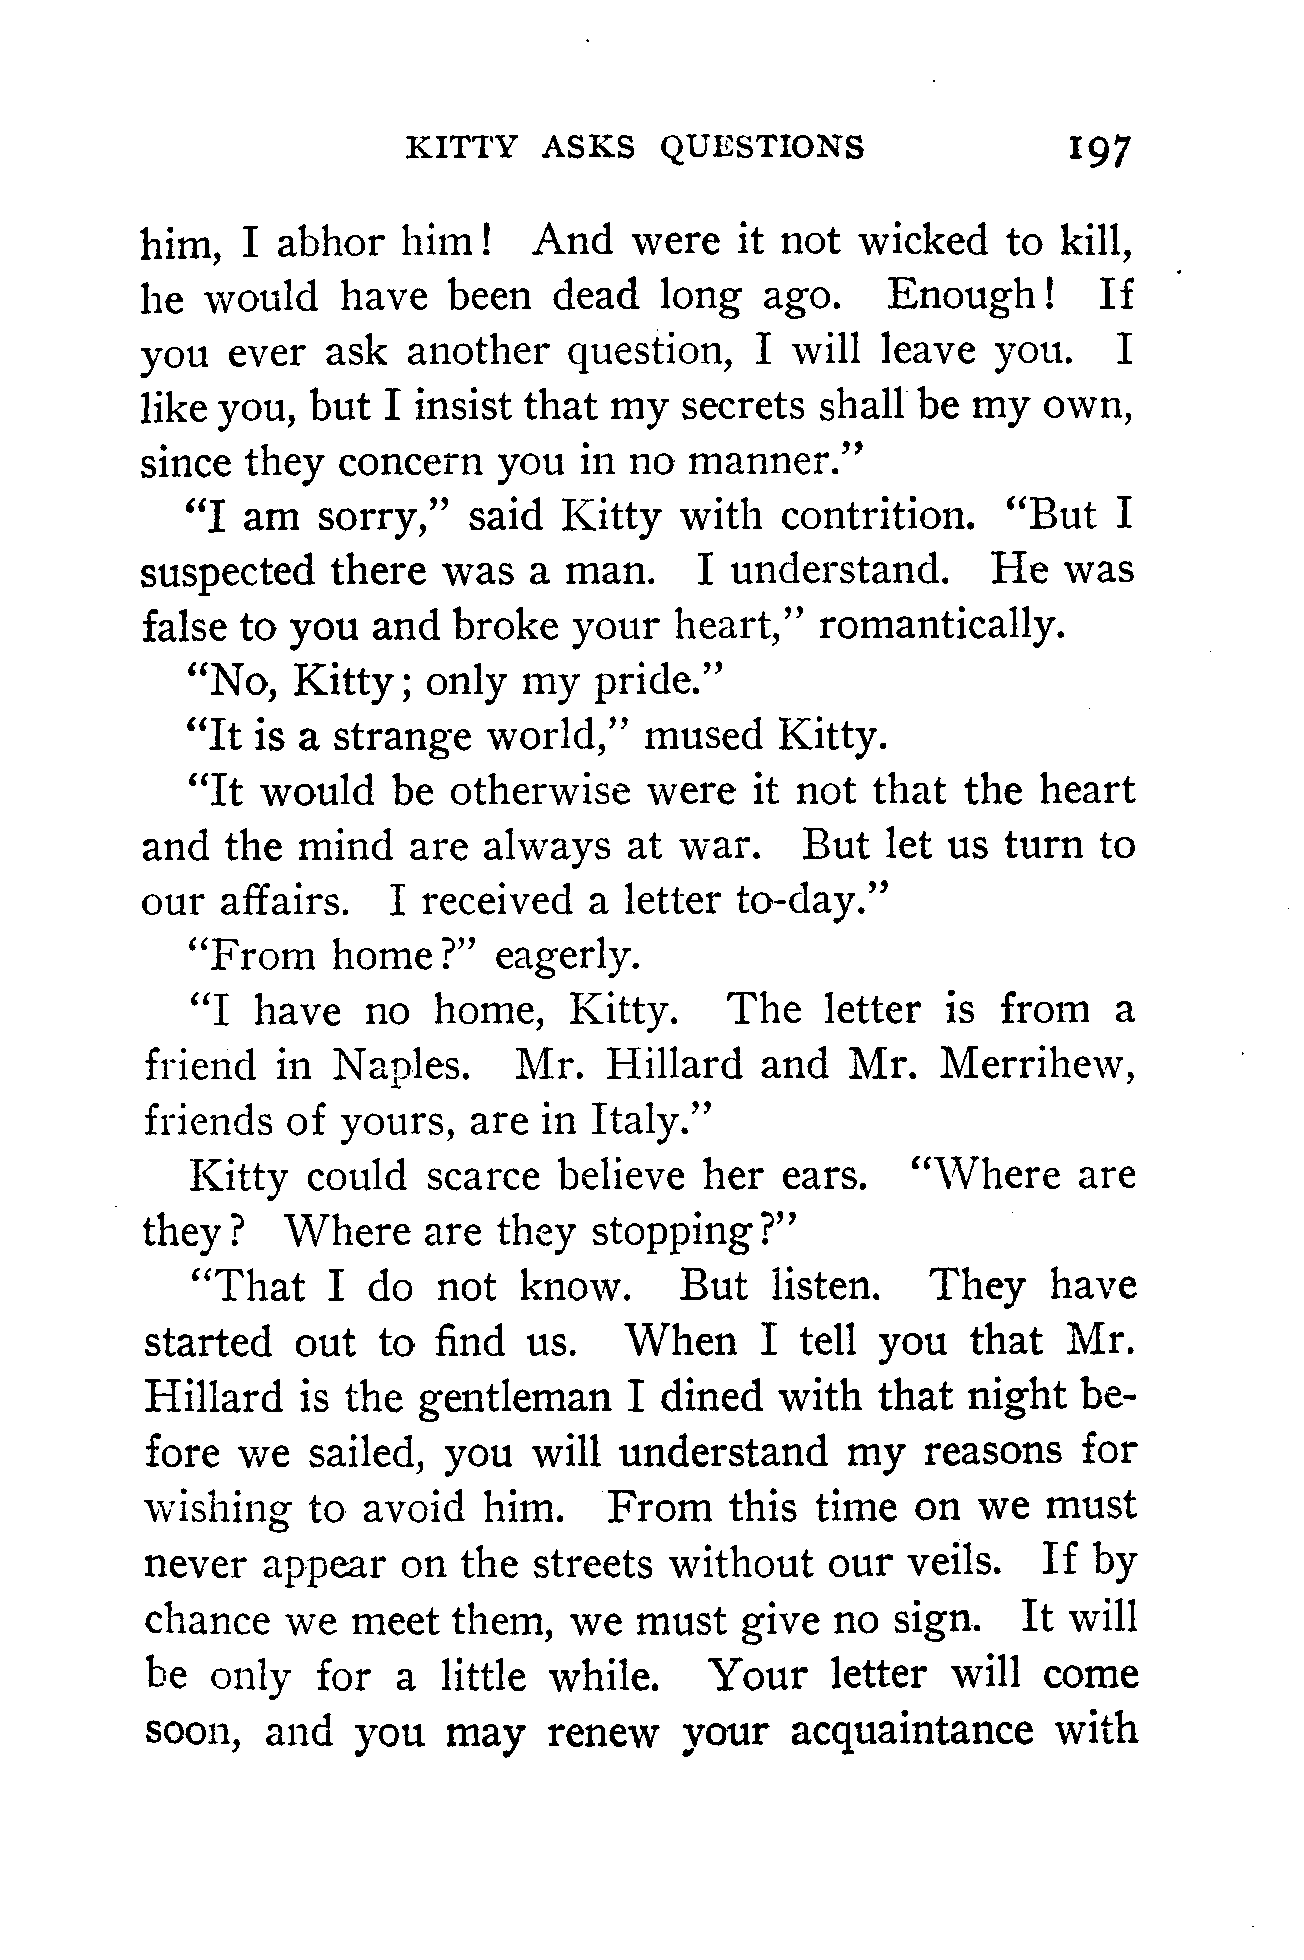 KITTY ASKS QUESTIONS 197
him, I abhor him! And were it not wicked to kill,
he would have been dead long ago. Enough! If
you ever ask another question, I will leave you. I
like you, but I insist that my secrets shall be my own,
since they concern you in no manner.”
“I am sorry,” said Kitty with contrition. “But I
suspected there was a man. I understand. He was
false to you and broke your heart,” romantically.
“No, Kitty; only my pride.”
“It is a strange world,” mused Kitty.
“It would be otherwise were it not that the heart
and the mind are always at war. But let us turn to
our affairs. I received a letter to-day.”
“From home?” eagerly.
“I have no home, Kitty. The letter is from a
friend in Naples. Mr. Hillard and Mr. Merrihew,
friends of yours, are in Italy.”
Kitty could scarce believe her ears. “Where are
they? Where are they stopping?”
“That I do not know. But listen. They have
started out to find us. When I tell you that Mr.
Hillard is the gentleman I dined with that night be-
fore we sailed, you will understand my reasons for
wishing to avoid him. From this time on we must
never appear on the streets without our veils. If by
chance we meet them, we must give no sign. It will
be only for a little while. Your letter will come
soon, and you may renew your acquaintance with